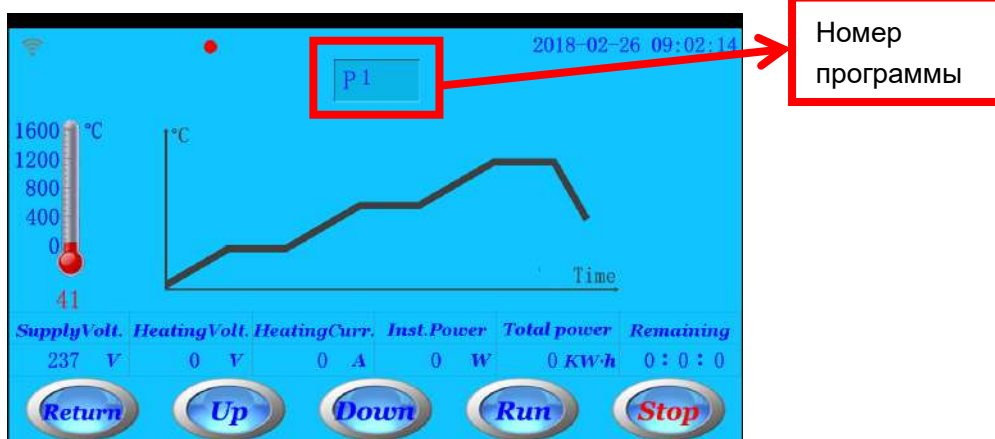 2018-02-26 09:02:14
Номер
программы
P1
1600 °C
1200
800
400
0
41
°C
Time
SupplyVolt. HeatingVolt. HeatingCurr. Inst.Power Total power Remaining
237 V 0 V 0 A 0 W 0 KW·h 0:0:0
Return Up Down Run Stop